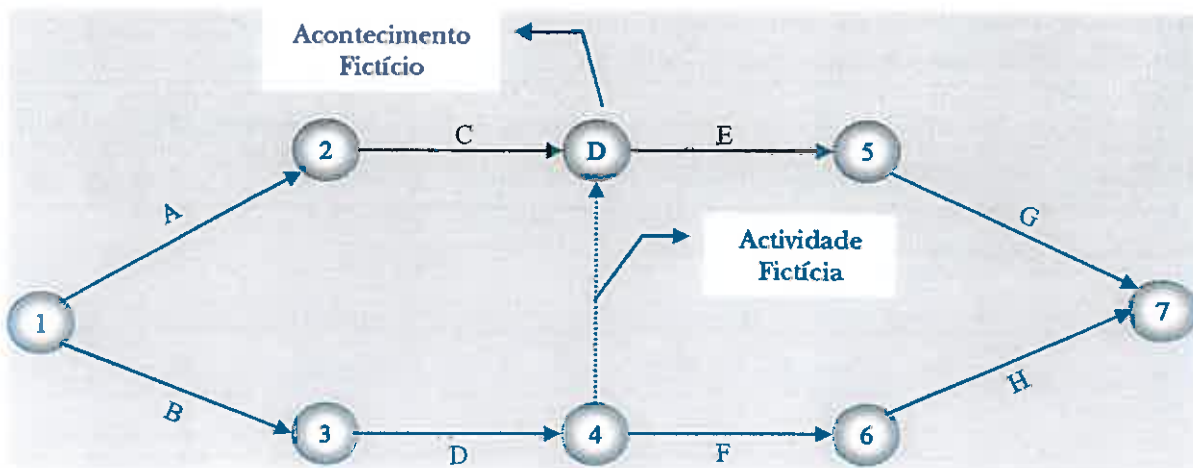 Acontecimento
Fictício
2
C
D
E
5
A
G
Actividade
Fictícia
1
7
B
H
3
D
4
F
6